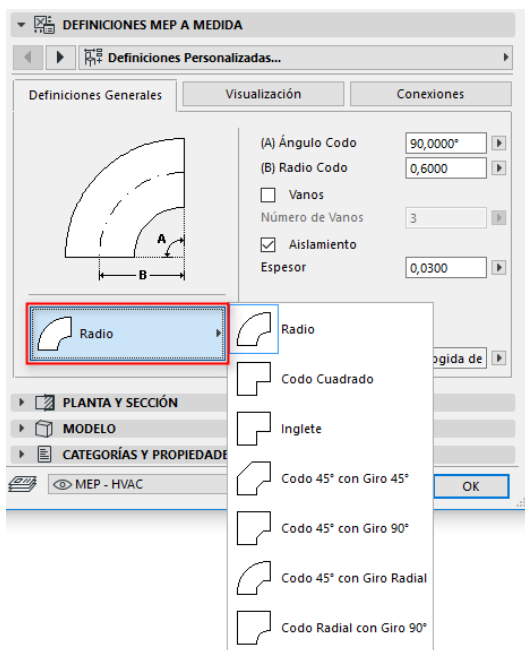 DEFINICIONES MEP A MEDIDA
Definiciones Personalizadas...
Definiciones Generales
Visualización
Conexiones
(A) Ángulo Codo 90,0000°
(B) Radio Codo 0,6000
Vanos
Número de Vanos 3
Aislamiento
Espesor 0,0300
A
B
Radio
Radio
Codo Cuadrado
ogida de
Inglete
PLANTA Y SECCIÓN
MODELO
CATEGORÍAS Y PROPIEDADE
MEP - HVAC
OK
Codo 45° con Giro 45°
Codo 45° con Giro 90°
Codo 45° con Giro Radial
Codo Radial con Giro 90°